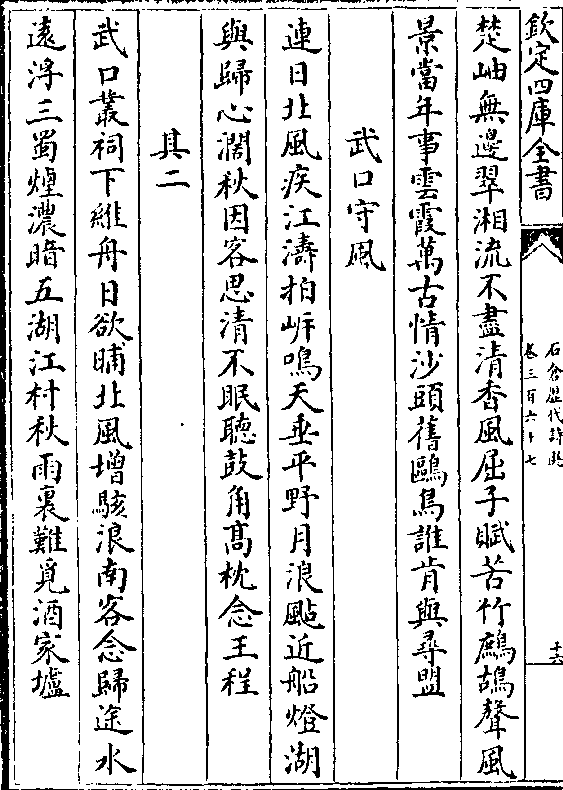 欽定四庫全書
石倉歷代詩選
卷三百六十七
十六
楚岫無邊翠湘流不盡清香風屈子賦苦竹鷓鴣聲風
景當年事雲霞萬古情沙頭舊鷗鳥誰肯與尋盟
武口守風
連日北風疾江濤拍岍鳴天垂平野月浪颭近船燈湖
與歸心濶秋因客思清不眠聽鼓角髙枕念王程
其二
武口叢祠下維舟日欲晡北風增駭浪南客念歸途水
遠浮三蜀煙濃暗五湖江村秋雨裏難覓酒家壚